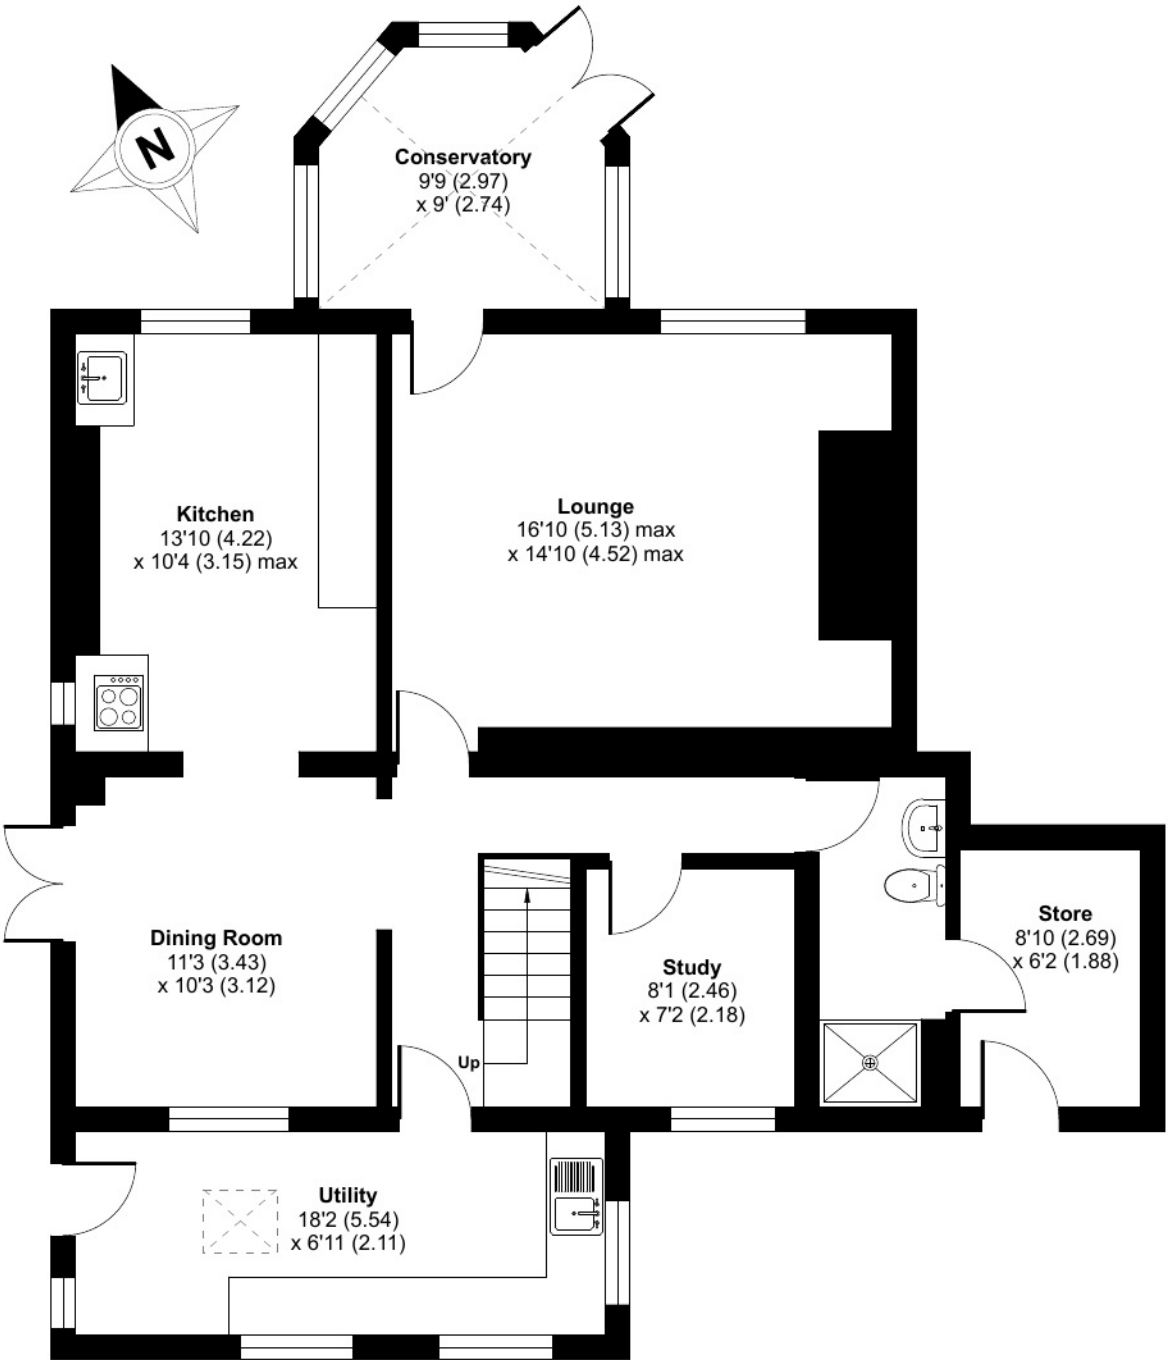 N
Conservatory
9'9 (2.97)
x 9' (2.74)
Kitchen
13'10 (4.22)
x 10'4 (3.15) max
Lounge
16'10 (5.13) max
x 14'10 (4.52) max
Dining Room
11'3 (3.43)
x 10'3 (3.12)
Study
8'1 (2.46)
x 7'2 (2.18)
Store
8'10 (2.69)
x 6'2 (1.88)
Up
Utility
18'2 (5.54)
x 6'11 (2.11)